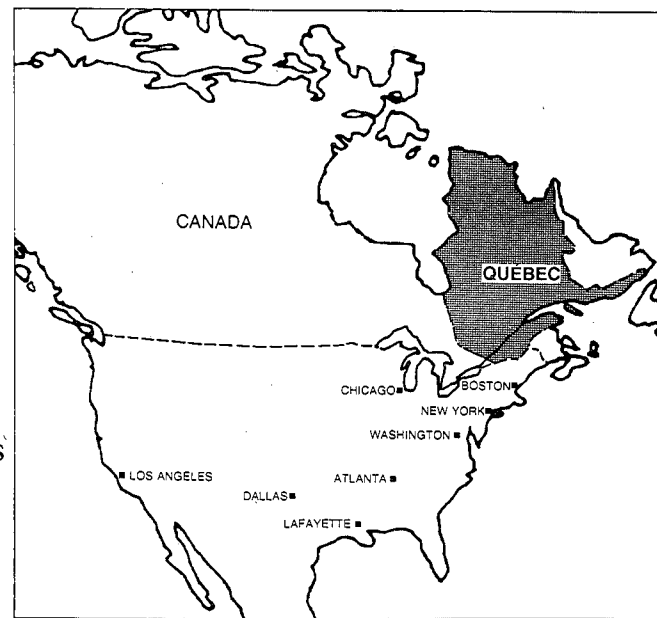 CANADA
QUÉBEC
CHICAGO
BOSTON
NEW YORK
WASHINGTON
LOS ANGELES
ATLANTA
DALLAS
LAFAYETTE